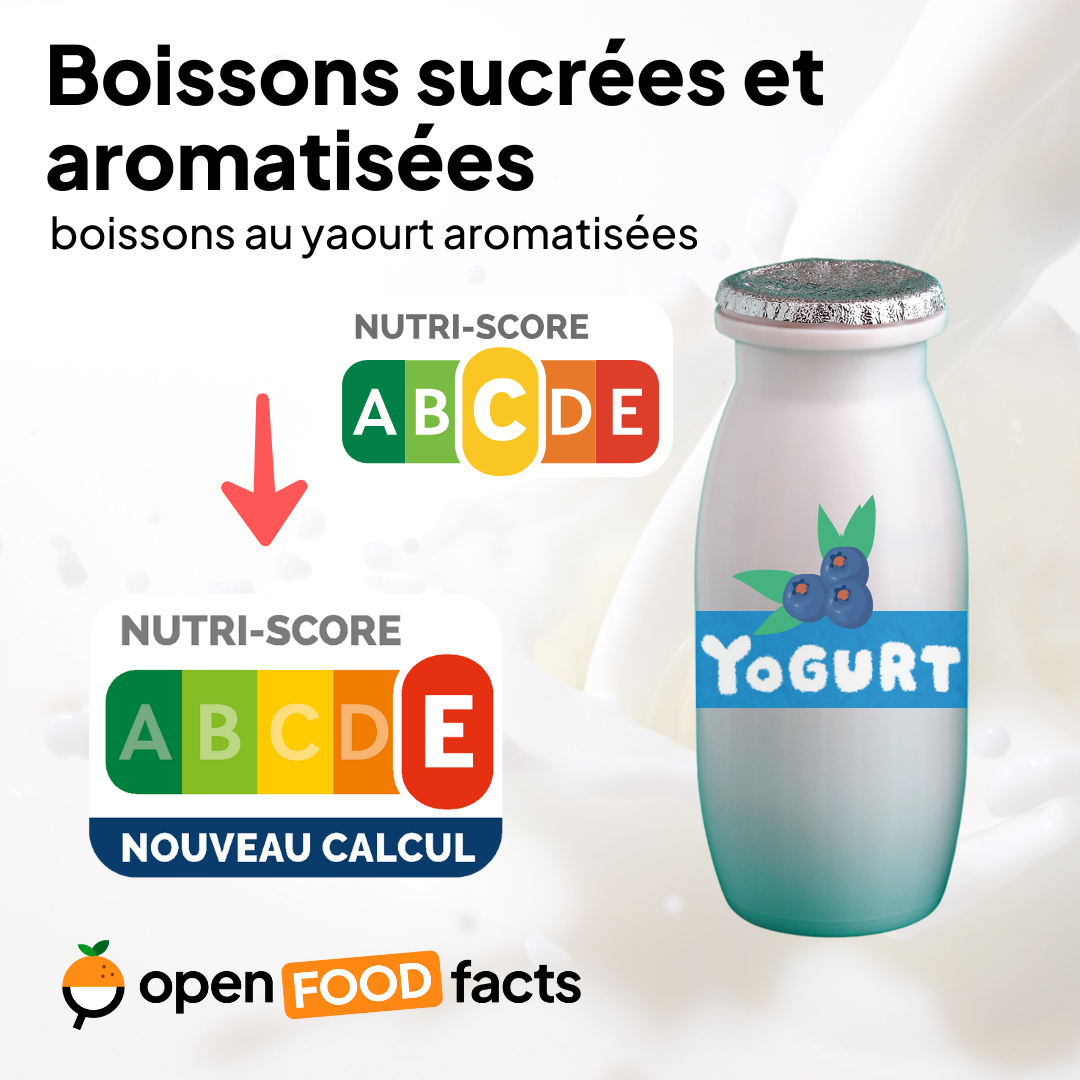 Boissons sucrées et
aromatisées
boissons au yaourt aromatisées
NUTRI-SCORE
A B C D E
NUTRI-SCORE
A B C D E
NOUVEAU CALCUL
YOGURT
open FOOD facts